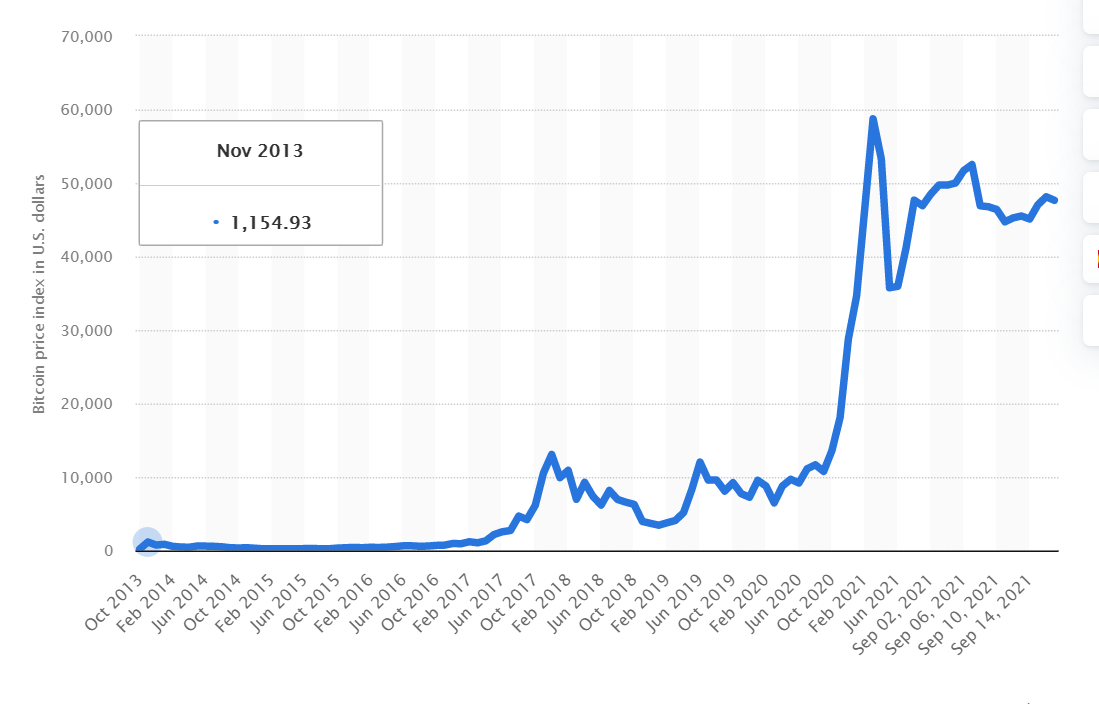 70,000
60,000
50,000
40,000
30,000
20,000
10,000
0
Bitcoin price index in U.S. dollars
Nov 2013
1,154.93
Oct 2013
Feb 2014
Jun 2014
Oct 2014
Feb 2015
Jun 2015
Oct 2015
Feb 2016
Jun 2016
Oct 2016
Feb 2017
Jun 2017
Oct 2017
Feb 2018
Jun 2018
Oct 2018
Feb 2019
Jun 2019
Oct 2019
Feb 2020
Jun 2020
Oct 2020
Feb 2021
Jun 2021
Sep 02, 2021
Sep 06, 2021
Sep 10, 2021
Sep 14, 2021